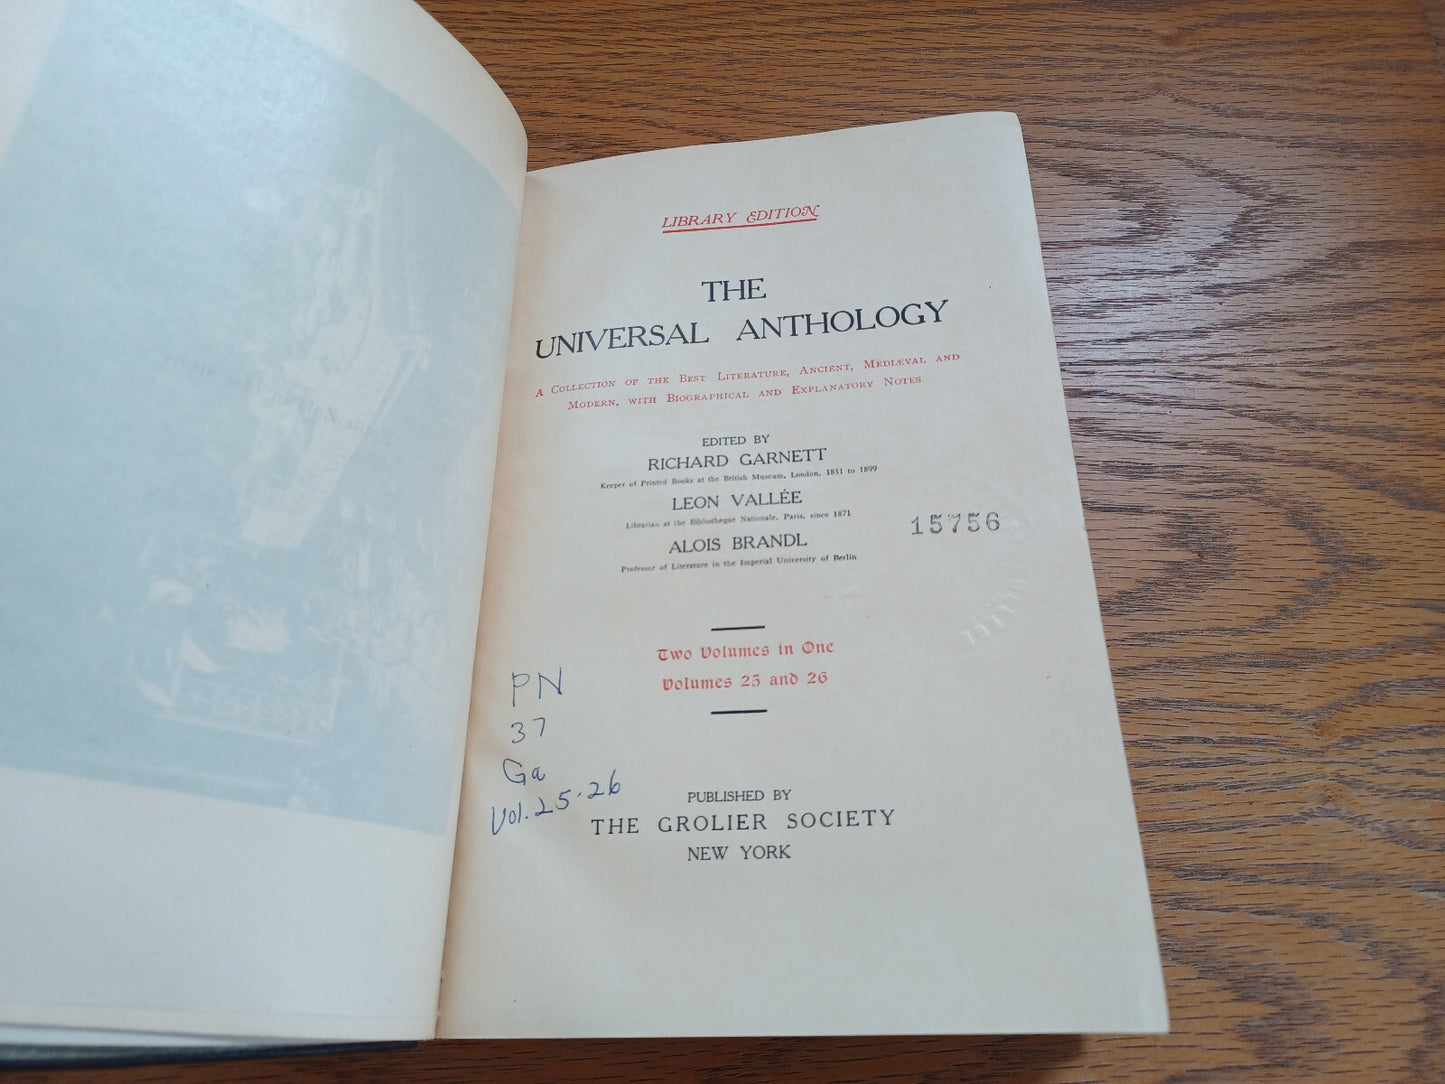 LIBRARY EDITION
THE
UNIVERSAL ANTHOLOGY
A Collection of the Best Literature, Ancient, Mediæval and
Modern, with Biographical and Explanatory Notes
EDITED BY
RICHARD GARNETT
Keeper of Printed Books at the British Museum, London, 1851 to 1899
LEON VALLÉE
Librarian at the Bibliotheque Nationale, Paris, since 1871
ALOIS BRANDL
Professor of Literature in the Imperial University of Berlin
15756
Two Volumes in One
Volumes 25 and 26
PN
37
Ga
Vol. 25-26
PUBLISHED BY
THE GROLIER SOCIETY
NEW YORK